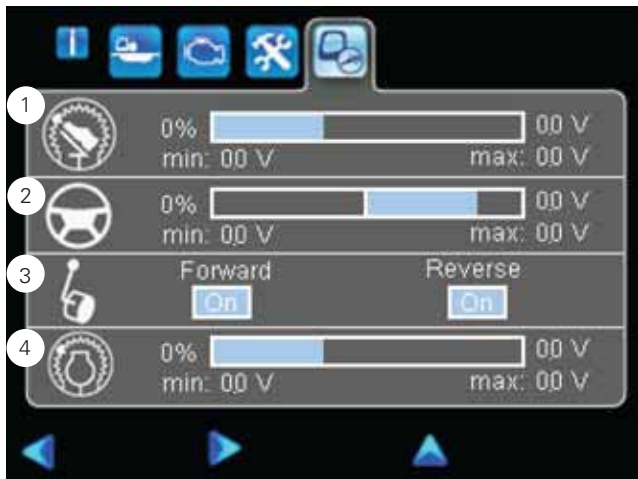 i
1
0% 0.0 V
min: 0.0 V max: 0.0 V
2
0% 0.0 V
min: 0.0 V max: 0.0 V
3
Forward Reverse
On On
4
0% 0.0 V
min: 0.0 V max: 0.0 V